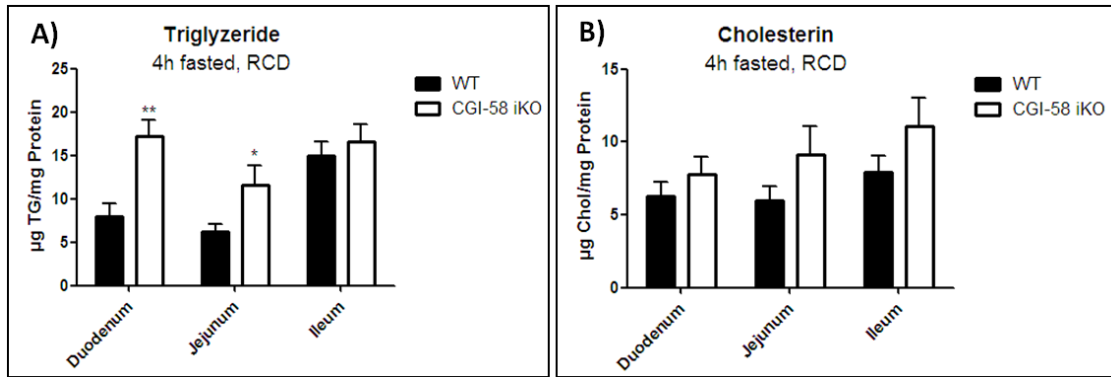 A)
Triglyzeride
4h fasted, RCD
WT
CGI-58 iKO
µg TG/mg Protein
25
20
15
10
5
0
**
*
Duodenum
Jejunum
Ileum
B)
Cholesterin
4h fasted, RCD
WT
CGI-58 iKO
µg Chol/mg Protein
15
10
5
0
Duodenum
Jejunum
Ileum